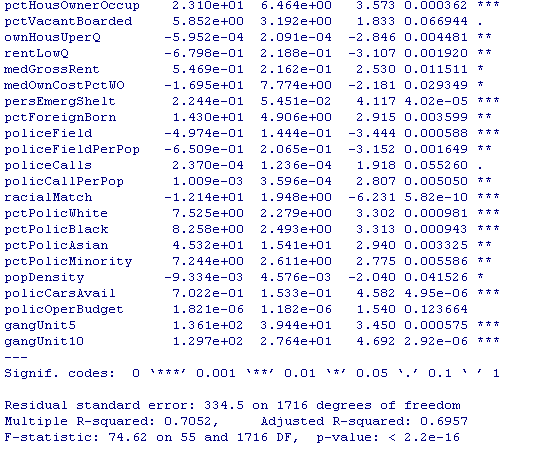 pctHousOwnerOccup 2.310e+01 6.464e+00 3.573 0.000362 ***
pctVacantBoarded 5.852e+00 3.192e+00 1.833 0.066944 .
ownHousUperQ -5.952e-04 2.091e-04 -2.846 0.004481 **
rentLowQ -6.798e-01 2.188e-01 -3.107 0.001920 **
medGrossRent 5.469e-01 2.162e-01 2.530 0.011511 *
medOwnCostPctWO -1.695e+01 7.774e+00 -2.181 0.029349 *
persEmergShelt 2.244e-01 5.451e-02 4.117 4.02e-05 ***
pctForeignBorn 1.430e+01 4.906e+00 2.915 0.003599 **
policeField -4.974e-01 1.444e-01 -3.444 0.000588 ***
policeFieldPerPop -6.509e-01 2.065e-01 -3.152 0.001649 **
policeCalls 2.370e-04 1.236e-04 1.918 0.055260 .
policCallPerPop 1.009e-03 3.596e-04 2.807 0.005050 **
racialMatch -1.214e+01 1.948e+00 -6.231 5.82e-10 ***
pctPolicWhite 7.525e+00 2.279e+00 3.302 0.000981 ***
pctPolicBlack 8.258e+00 2.493e+00 3.313 0.000943 ***
pctPolicAsian 4.532e+01 1.541e+01 2.940 0.003325 **
pctPolicMinority 7.244e+00 2.611e+00 2.775 0.005586 **
popDensity -9.334e-03 4.576e-03 -2.040 0.041526 *
policCarsAvail 7.022e-01 1.533e-01 4.582 4.95e-06 ***
policOperBudget 1.821e-06 1.182e-06 1.540 0.123664
gangUnit5 1.361e+02 3.944e+01 3.450 0.000575 ***
gangUnit10 1.297e+02 2.764e+01 4.692 2.92e-06 ***
---
Signif. codes: 0 ‘***’ 0.001 ‘**’ 0.01 ‘*’ 0.05 ‘.’ 0.1 ‘ ’ 1
Residual standard error: 334.5 on 1716 degrees of freedom
Multiple R-squared: 0.7052, Adjusted R-squared: 0.6957
F-statistic: 74.62 on 55 and 1716 DF, p-value: < 2.2e-16